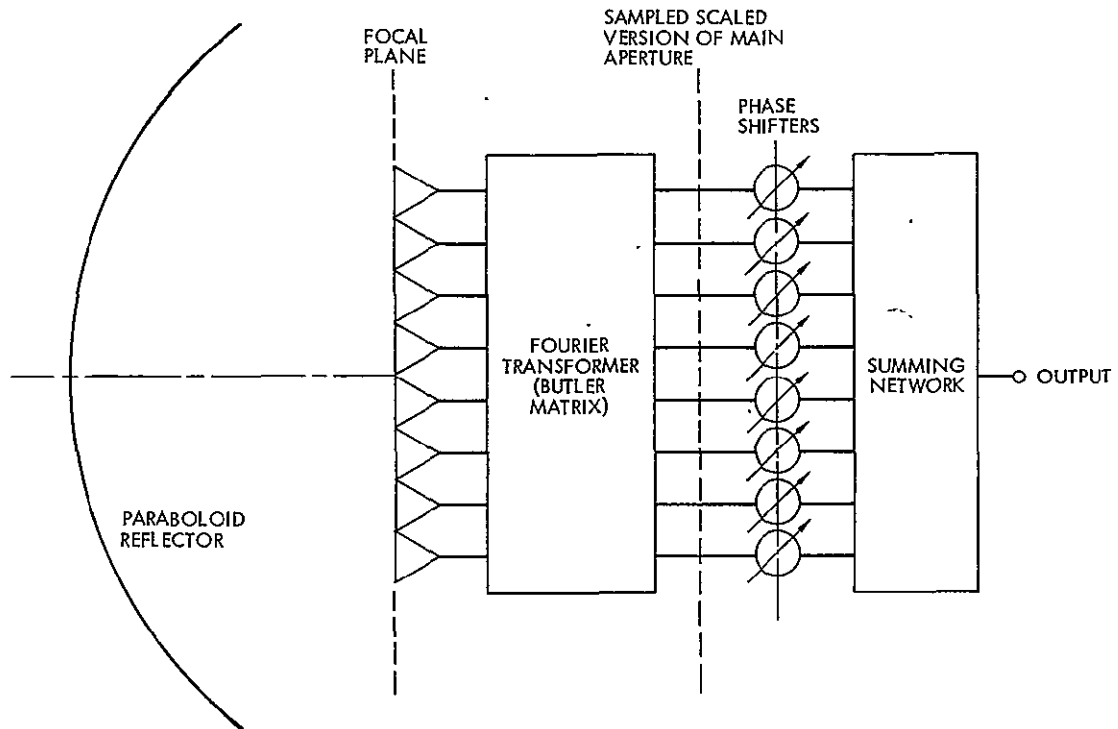 FOCAL
PLANE
SAMPLED SCALED
VERSION OF MAIN
APERTURE
PHASE
SHIFTERS
FOURIER
TRANSFORMER
(BUTLER
MATRIX)
SUMMING
NETWORK
OUTPUT
PARABOLOID
REFLECTOR